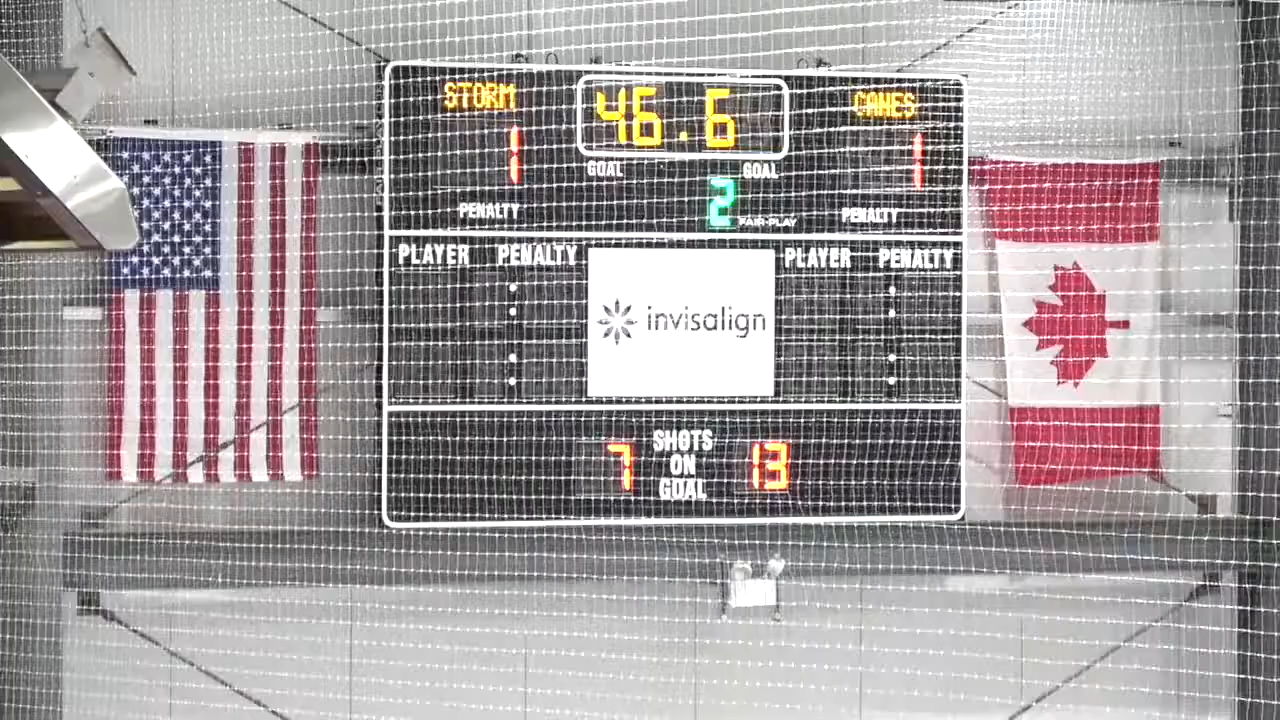 STORM 46.6 CANES
1 1
GOAL GOAL
2
PENALTY FAIR-PLAY PENALTY
PLAYER PENALTY PLAYER PENALTY
invisalign
7 SHOTS 13
ON
GOAL